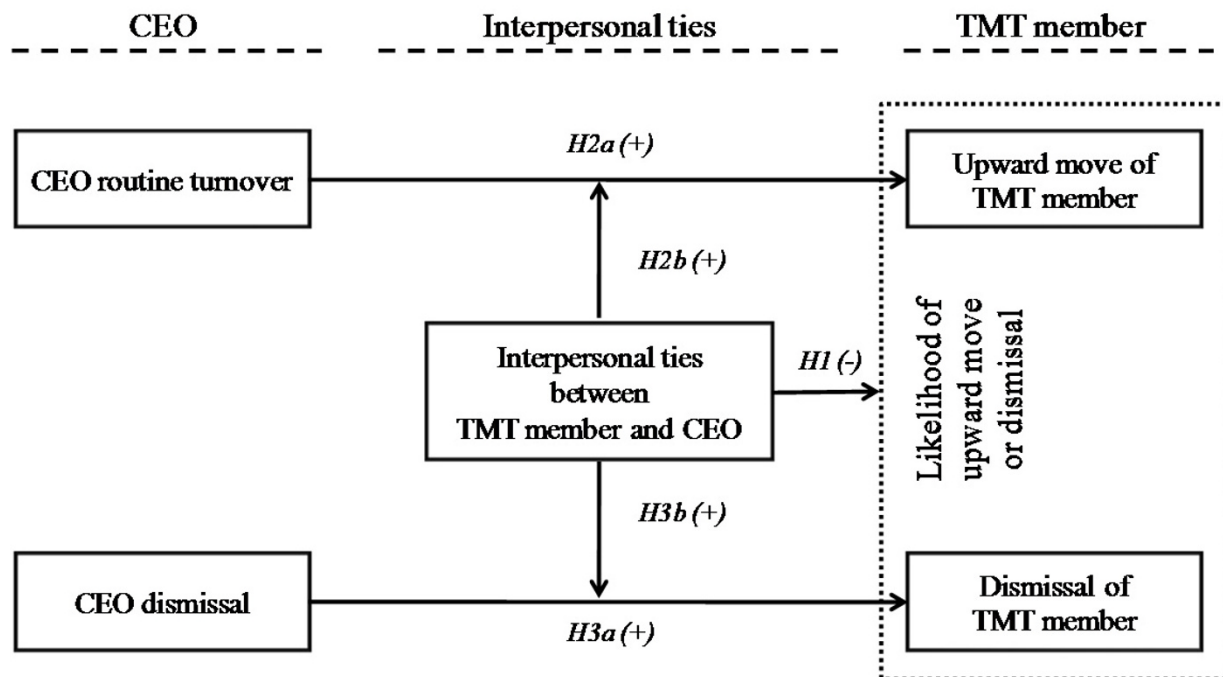 CEO
Interpersonal ties
TMT member
CEO routine turnover
H2a (+)
Upward move of
TMT member
H2b (+)
Interpersonal ties
between
TMT member and CEO
H1 (-)
Likelihood of
upward move
or dismissal
H3b (+)
CEO dismissal
H3a (+)
Dismissal of
TMT member